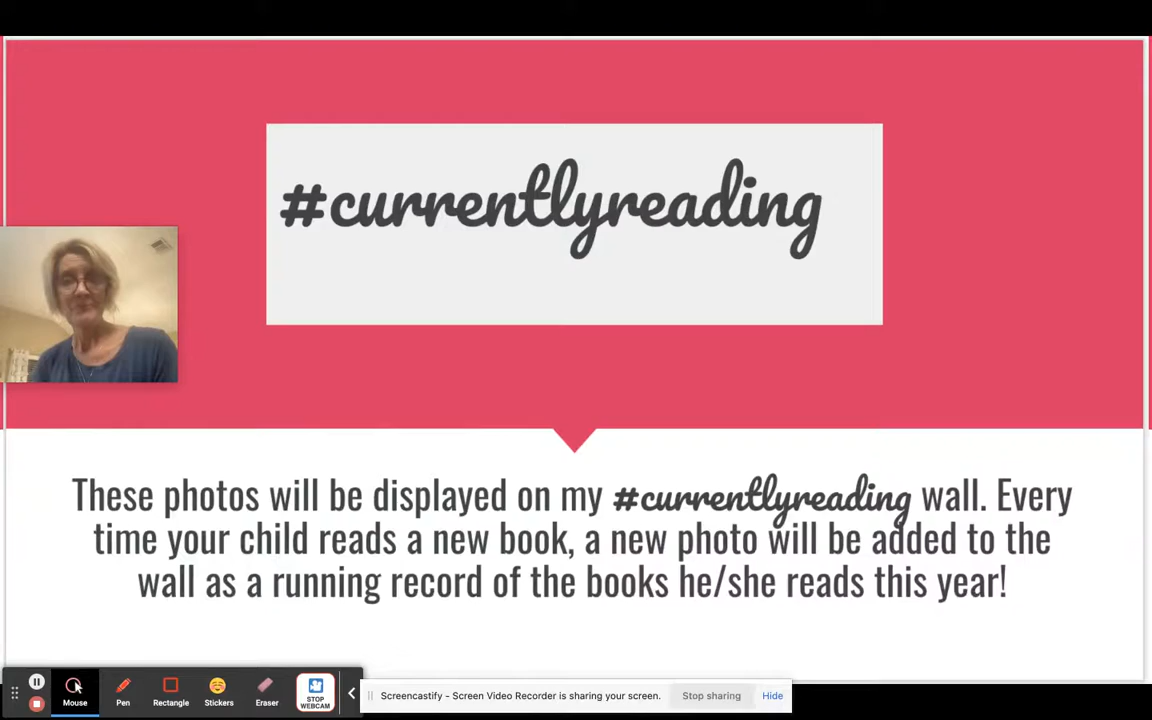 #currentlyreading
These photos will be displayed on my #currentlyreading wall. Every
time your child reads a new book, a new photo will be added to the
wall as a running record of the books he/she reads this year!
Mouse
Pen
Rectangle
Stickers
Eraser
STOP
WEBCAM
Screencastify - Screen Video Recorder is sharing your screen.
Stop sharing
Hide